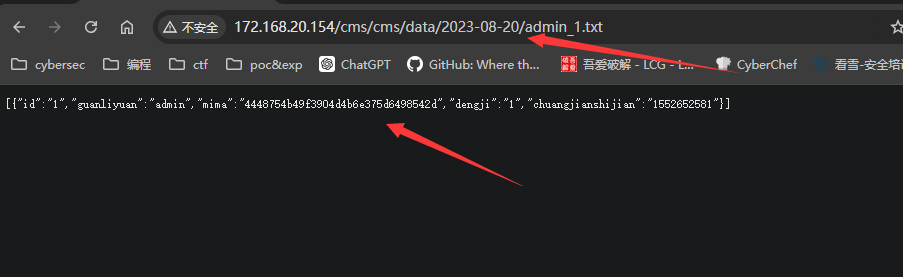 不安全 172.168.20.154/cms/cms/data/2023-08-20/admin_1.txt
cybersec 编程 ctf poc&exp ChatGPT GitHub: Where th... 吾爱破解 - LCG - L... CyberChef 看雪-安全培训
[{"id":"1","guanliyuan":"admin","mima":"4448754b49f3904d4b6e375d6498542d","dengji":"1","chuangjianshijian":"1552652581"}]